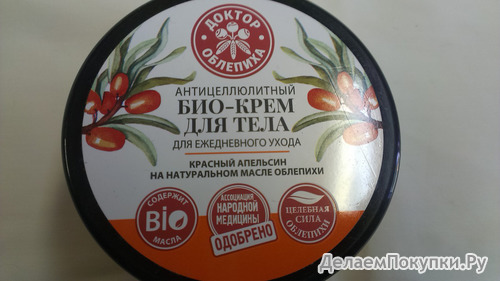 ДОКТОР
ОБЛЕПИХА
АНТИЦЕЛЛЮЛИТНЫЙ
БИО-КРЕМ
ДЛЯ ТЕЛА
ДЛЯ ЕЖЕДНЕВНОГО УХОДА
КРАСНЫЙ АПЕЛЬСИН
НА НАТУРАЛЬНОМ МАСЛЕ ОБЛЕПИХИ
СОДЕРЖИТ
BIO
МАСЛА
АССОЦИАЦИЯ
НАРОДНОЙ
МЕДИЦИНЫ
ОДОБРЕНО
ЦЕЛЕБНАЯ
СИЛА
ОБЛЕПИХИ
ДелаемПокупки.Ру